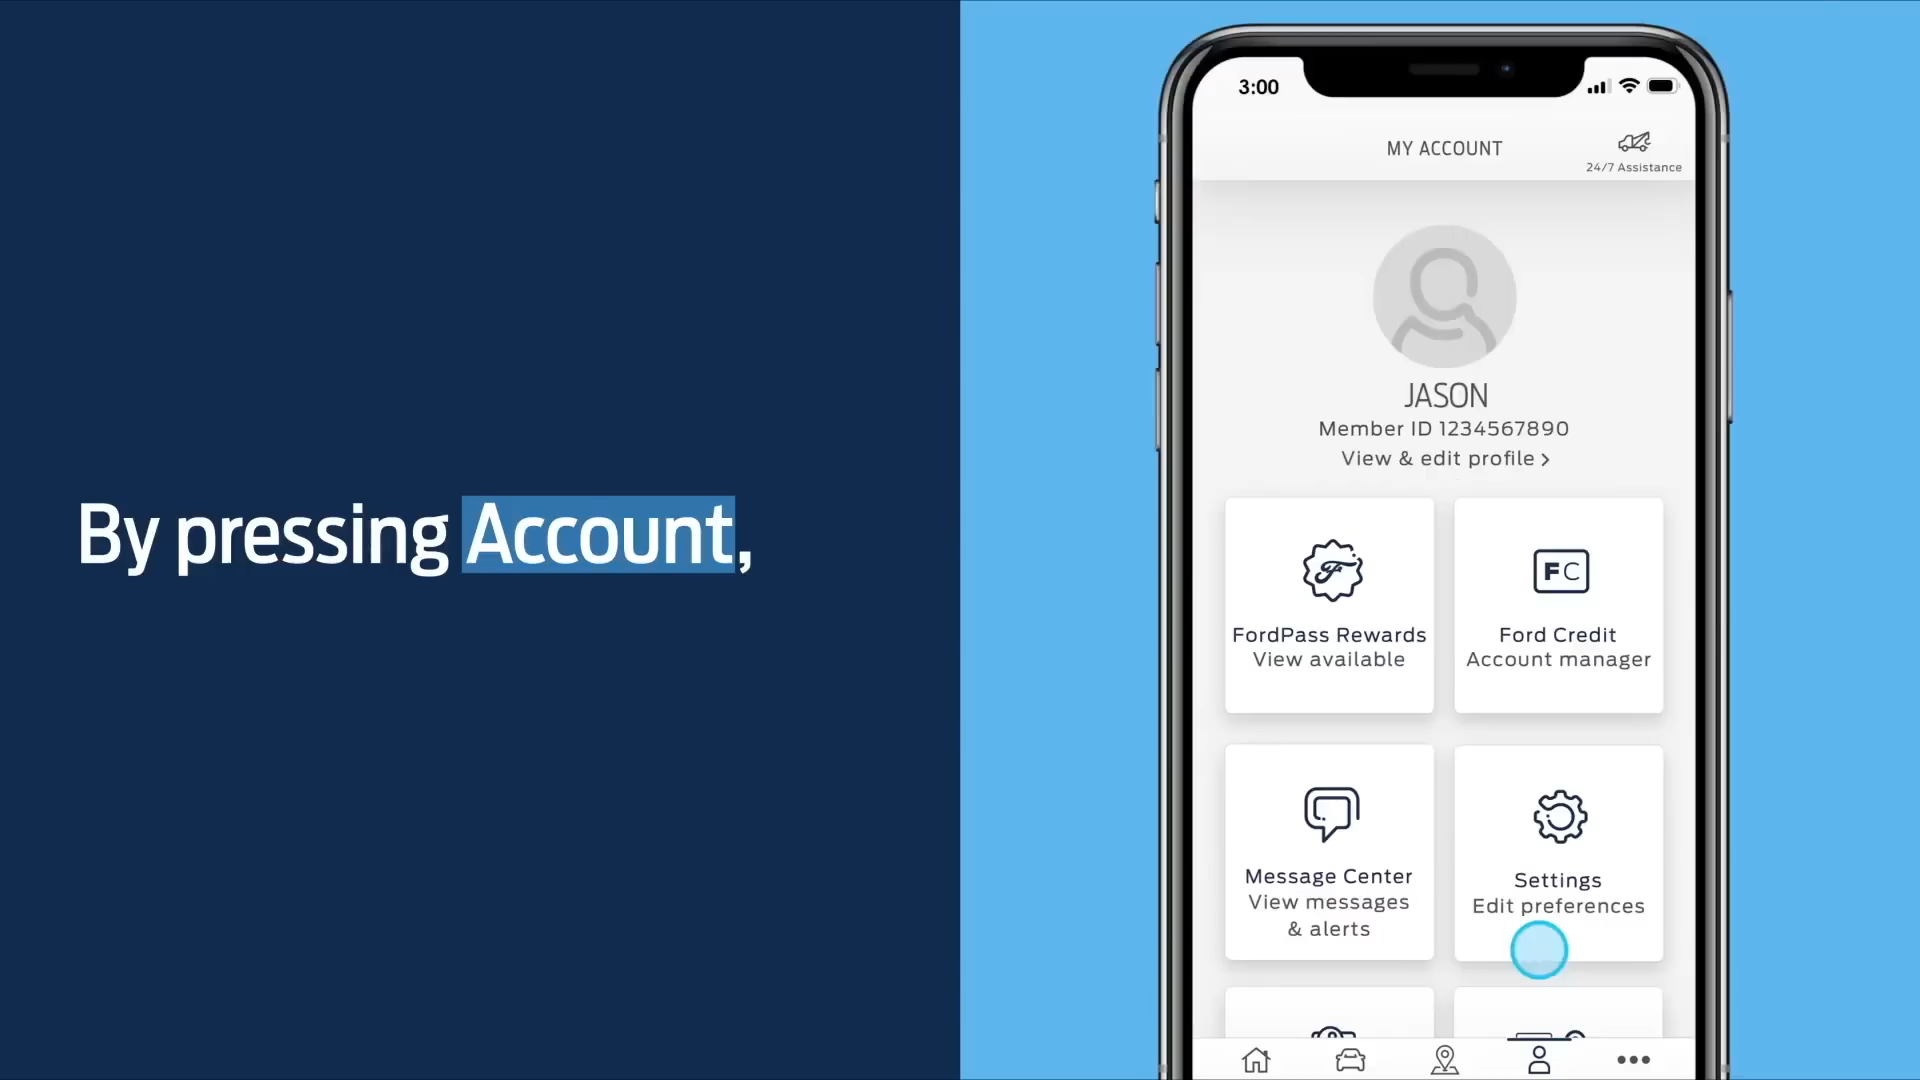 By pressing Account,
3:00
MY ACCOUNT
24/7 Assistance
JASON
Member ID 1234567890
View & edit profile >
FordPass Rewards
View available
FC
Ford Credit
Account manager
Message Center
View messages
& alerts
Settings
Edit preferences